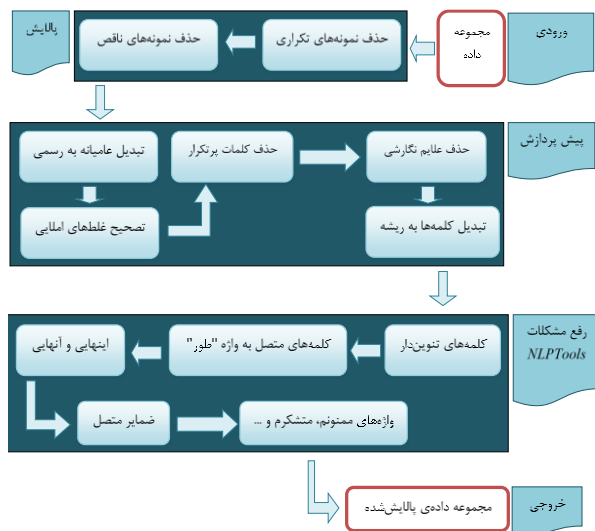 ورودی
مجموعه
داده
حذف نمونه‌های تکراری
حذف نمونه‌های ناقص
پالایش
پیش پردازش
تبدیل عامیانه به رسمی
تصحیح غلط‌های املایی
حذف کلمات پرتکرار
حذف علایم نگارشی
تبدیل کلمه‌ها به ریشه
رفع مشکلات
NLPTools
کلمه‌های تنوین‌دار
کلمه‌های متصل به واژه "طور"
اینهایی و آنهایی
ضمایر متصل
واژه‌های ممنونم، متشکرم و ...
خروجی
مجموعه داده‌ی پالایش‌شده